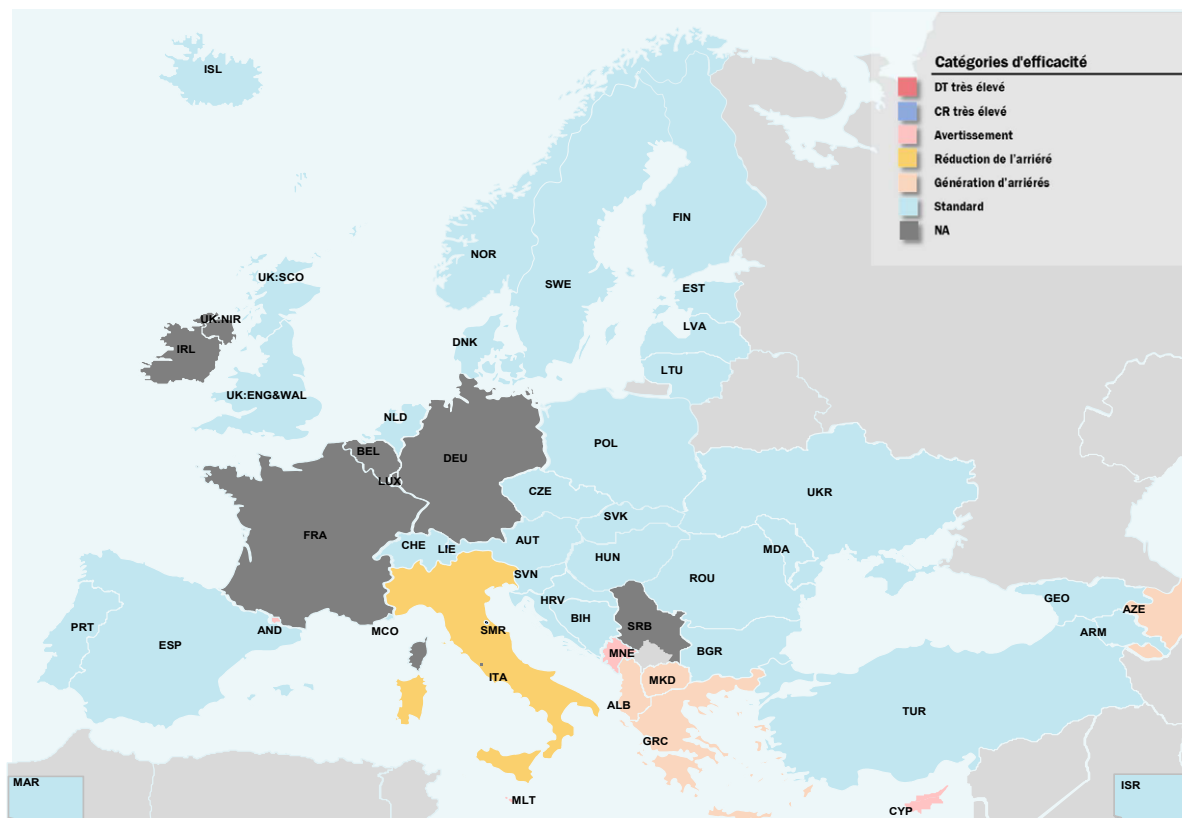 Catégories d'efficacité
DT très élevé
CR très élevé
Avertissement
Réduction de l'arriéré
Génération d'arriérés
Standard
NA
ISL
FIN
NOR
SWE
UK:SCO
EST
UK:NIR
LVA
IRL
DNK
LTU
UK:ENG&WAL
NLD
POL
BEL
DEU
LUX
CZE
UKR
SVK
FRA
CHE
LIE
AUT
HUN
MDA
ROU
SVN
HRV
GEO
AZE
PRT
ESP
AND
MCO
SMR
BIH
SRB
ARM
BGR
MNE
ITA
MKD
ALB
TUR
GRC
MAR
MLT
CYP
ISR